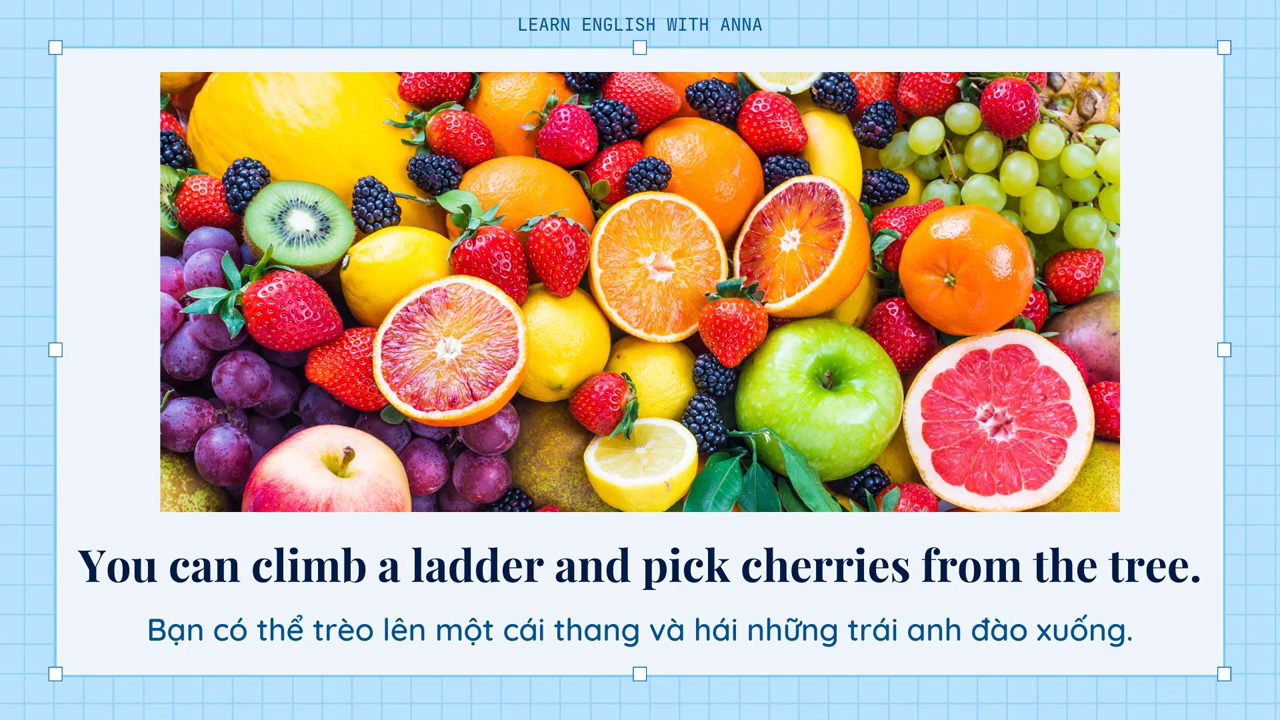 LEARN ENGLISH WITH ANNA
You can climb a ladder and pick cherries from the tree.
Bạn có thể trèo lên một cái thang và hái những trái anh đào xuống.